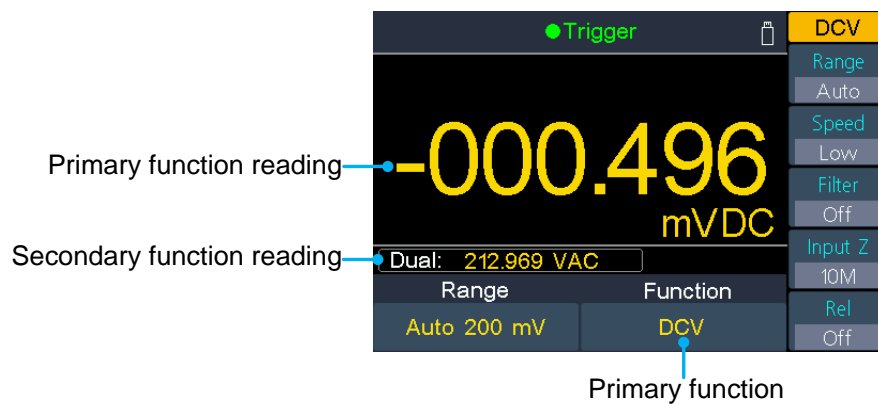 Trigger
DCV
Range
Auto
Speed
Low
Filter
Off
Input Z
10M
Rel
Off
Primary function reading
-000.496
mVDC
Secondary function reading
Dual: 212.969 VAC
Range Function
Auto 200 mV DCV
Primary function